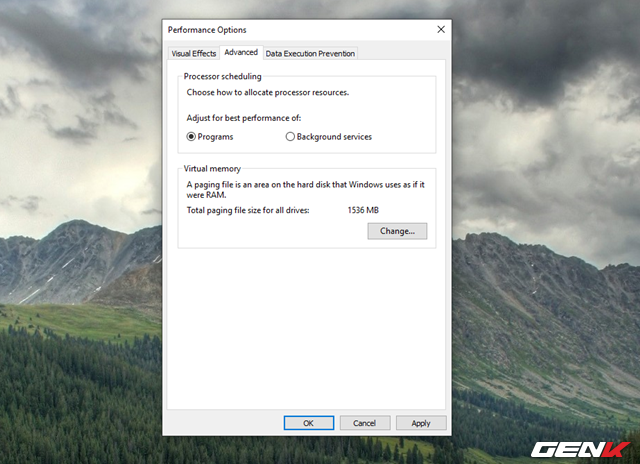 Performance Options
Visual Effects Advanced Data Execution Prevention
Processor scheduling
Choose how to allocate processor resources.
Adjust for best performance of:
Programs Background services
Virtual memory
A paging file is an area on the hard disk that Windows uses as if it
were RAM.
Total paging file size for all drives: 1536 MB
Change...
OK Cancel Apply
GENK